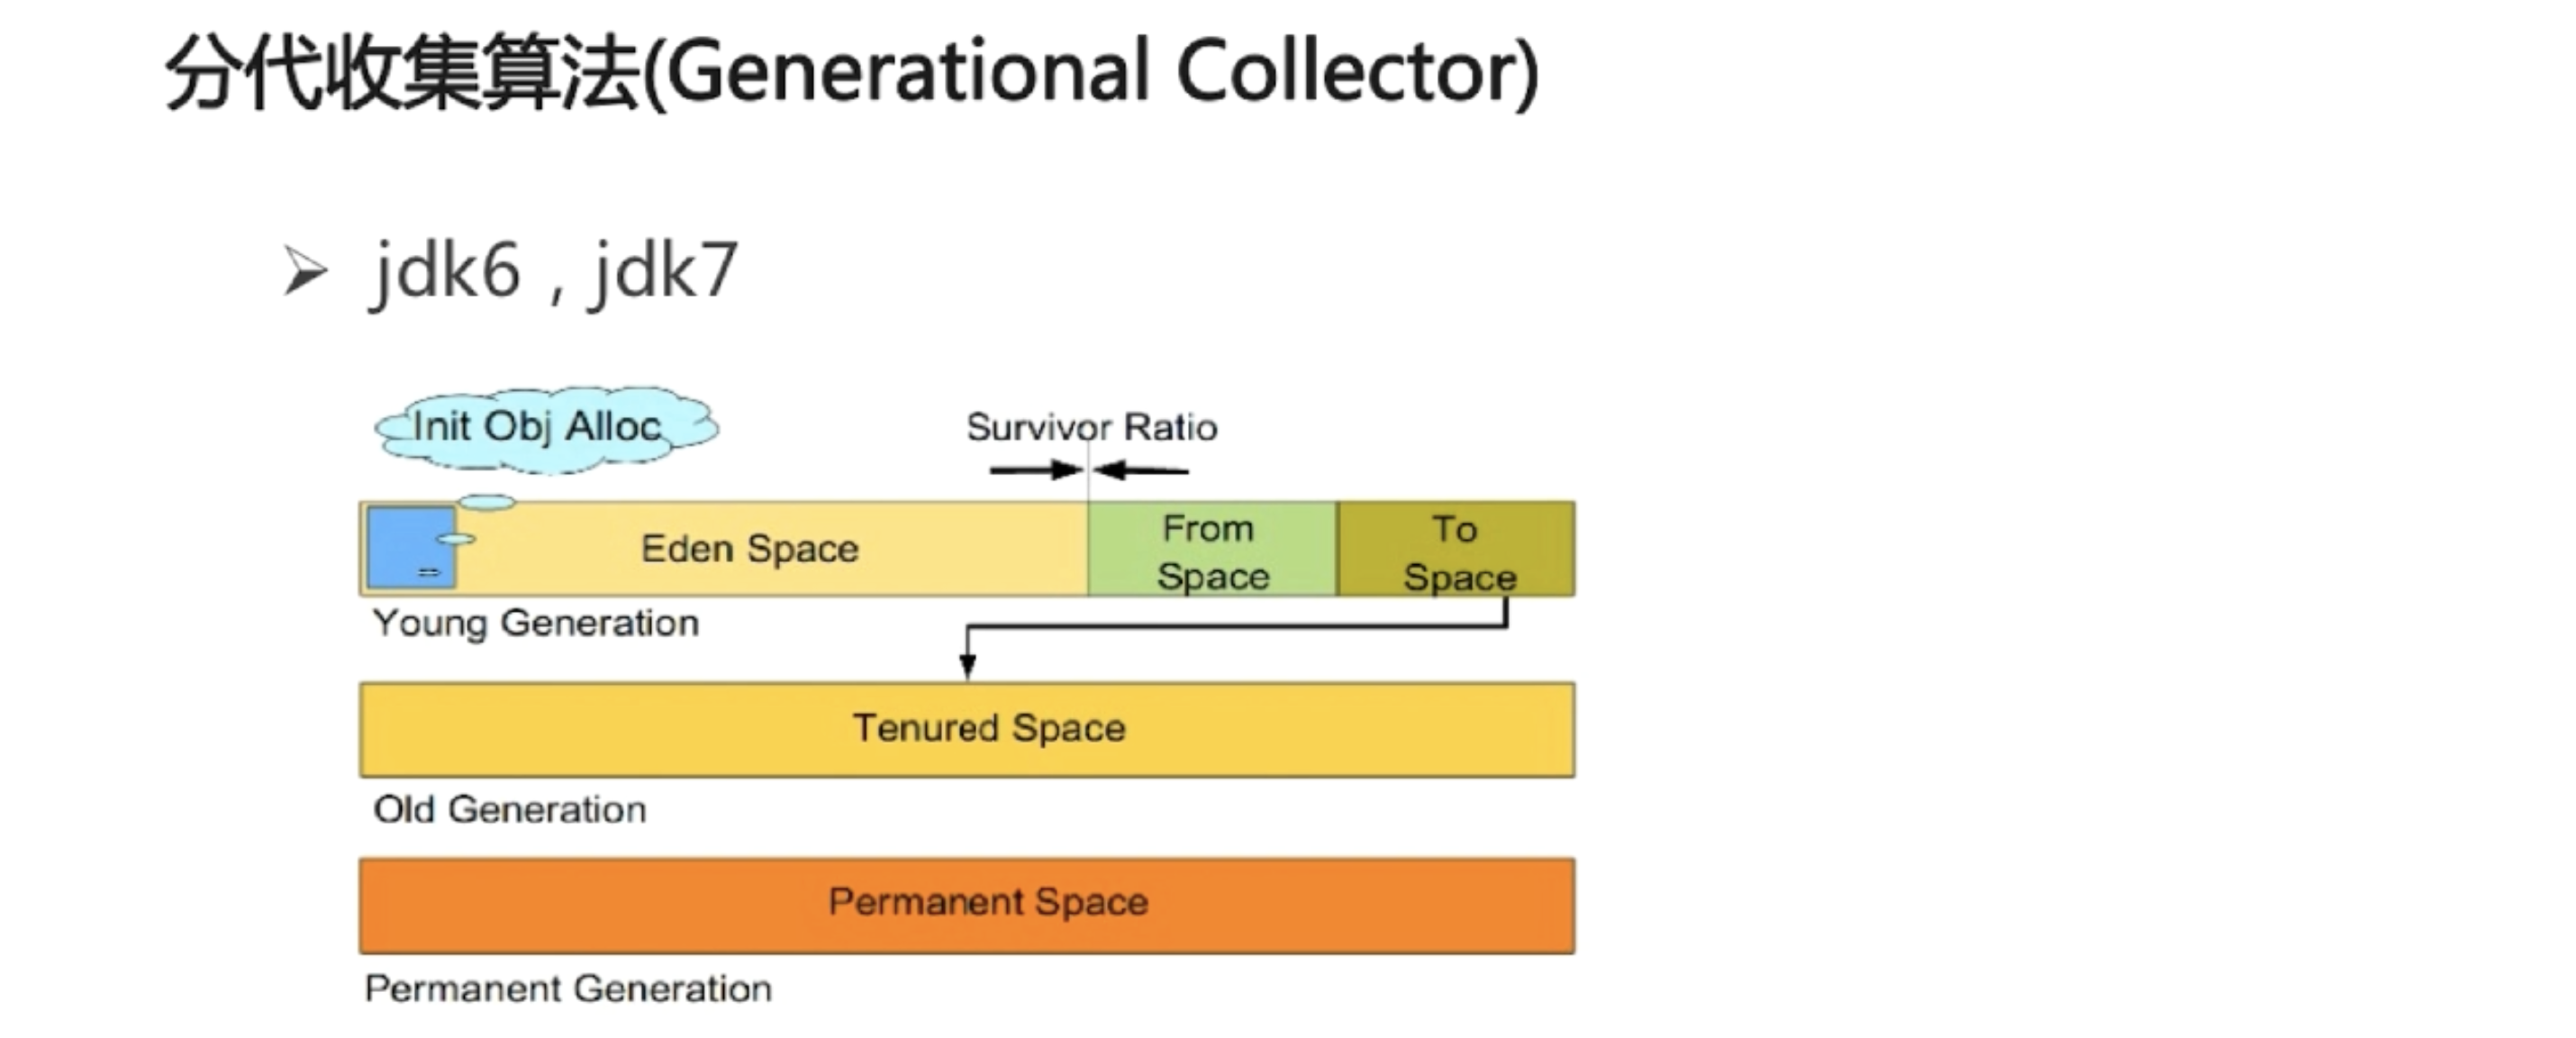 分代收集算法(Generational Collector)
➢ jdk6 , jdk7
Init Obj Alloc
Survivor Ratio
Eden Space
From
Space
To
Space
Young Generation
Tenured Space
Old Generation
Permanent Space
Permanent Generation